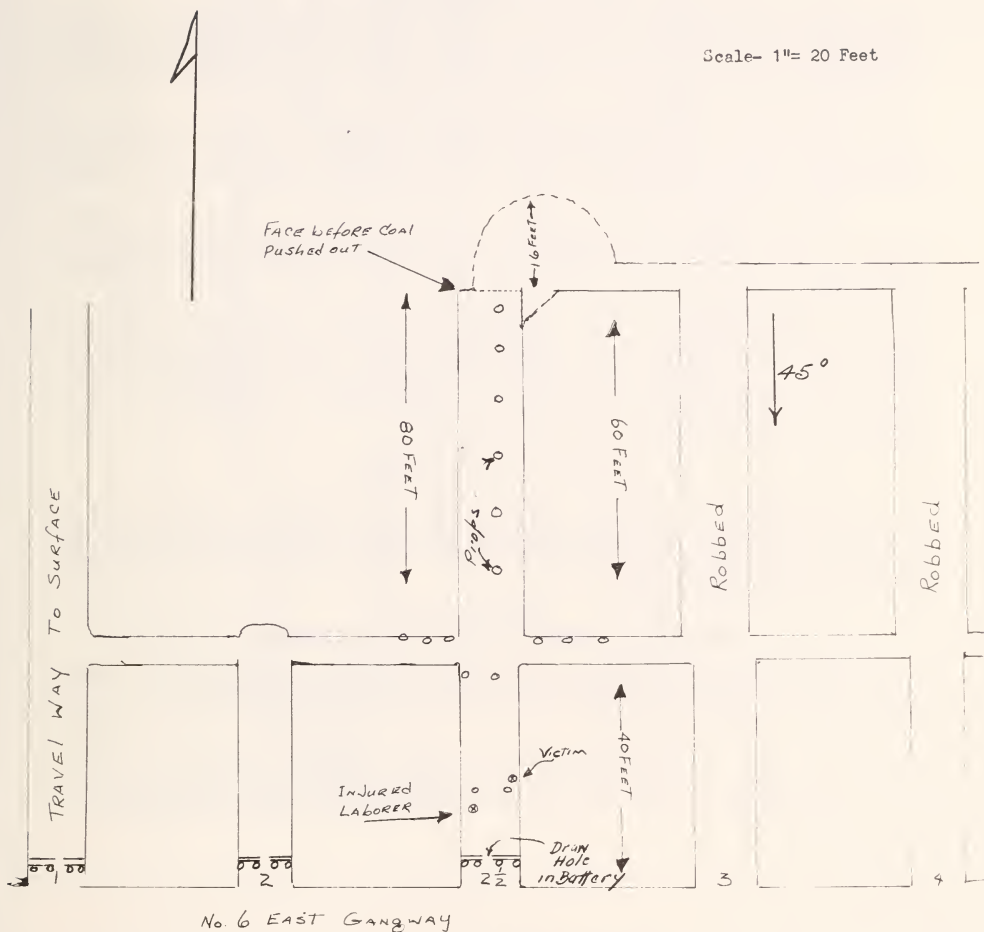 Scale- 1"= 20 Feet
FACE before COAL
Pushed out
16 FEET
80 FEET
60 FEET
45°
Props
TRAVEL WAY TO SURFACE
Robbed
Robbed
40 FEET
VICTIM
INJURED
LABORER
DRAW
Hole
in Battery
1
2
2 1/2
3
4
No. 6 EAST GANGWAY